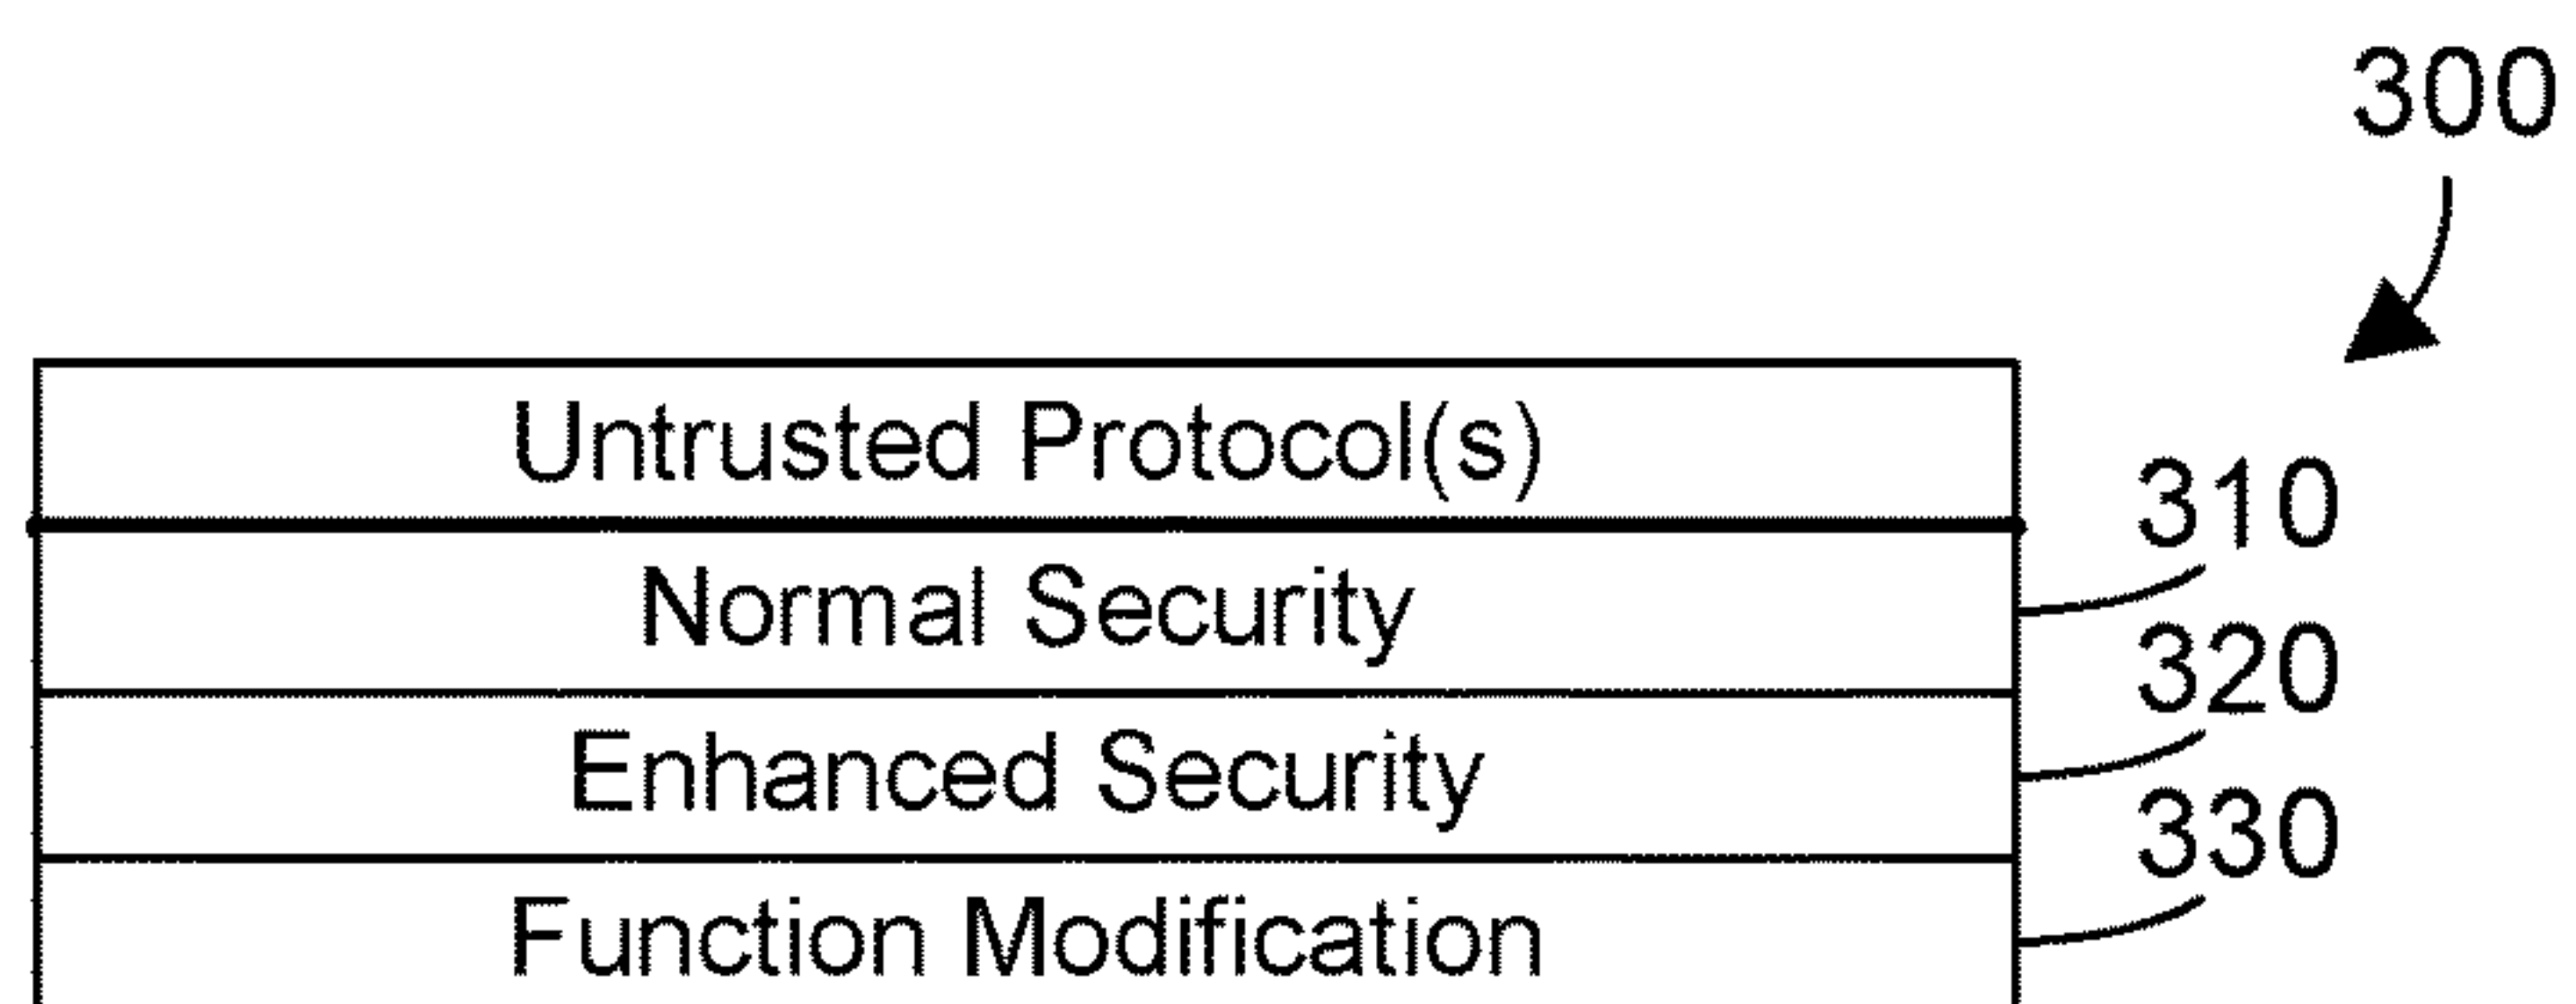 300
Untrusted Protocol(s)
310
Normal Security
320
Enhanced Security
330
Function Modification